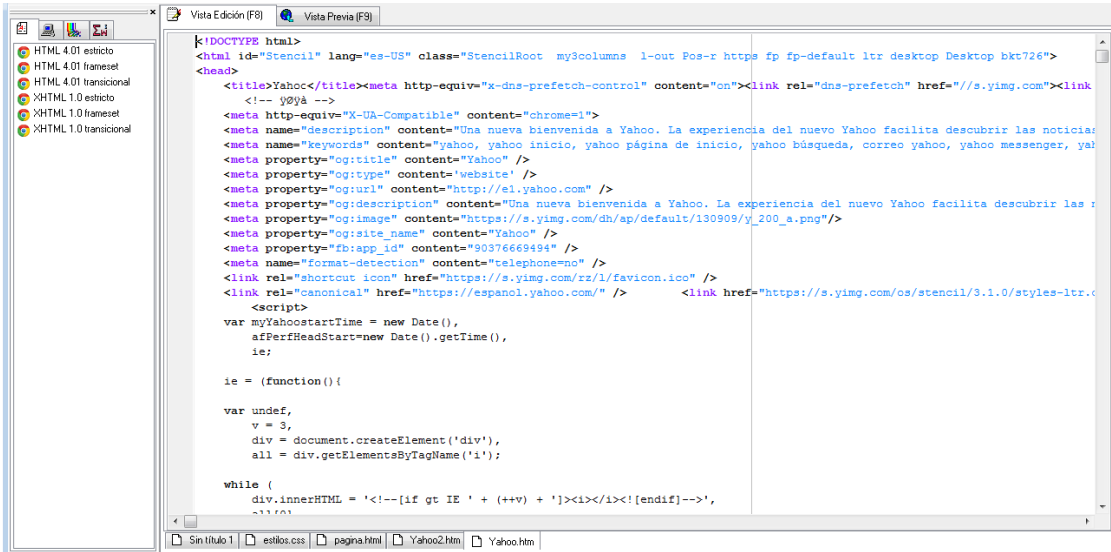 Vista Edición (F8)
Vista Previa (F9)
HTML 4.01 estricto
HTML 4.01 frameset
HTML 4.01 transicional
XHTML 1.0 estricto
XHTML 1.0 frameset
XHTML 1.0 transicional
<!DOCTYPE html>
<html id="Stencil" lang="es-US" class="StencilRoot  my3columns  l-out Pos-r https fp fp-default ltr desktop Desktop bkt726">
<head>
<title>Yahoo</title><meta http-equiv="x-dns-prefetch-control" content="on"><link rel="dns-prefetch" href="//s.yimg.com"><link
<!-- ÿØÿà -->
<meta http-equiv="X-UA-Compatible" content="chrome=1">
<meta name="description" content="Una nueva bienvenida a Yahoo. La experiencia del nuevo Yahoo facilita descubrir las noticias
<meta name="keywords" content="yahoo, yahoo inicio, yahoo página de inicio, yahoo búsqueda, correo yahoo, yahoo messenger, yah
<meta property="og:title" content="Yahoo" />
<meta property="og:type" content='website' />
<meta property="og:url" content="http://e1.yahoo.com" />
<meta property="og:description" content="Una nueva bienvenida a Yahoo. La experiencia del nuevo Yahoo facilita descubrir las
<meta property="og:image" content="https://s.yimg.com/dh/ap/default/130909/y_200_a.png"/>
<meta property="og:site_name" content="Yahoo" />
<meta property="fb:app_id" content="90376669494" />
<meta name="format-detection" content="telephone=no" />
<link rel="shortcut icon" href="https://s.yimg.com/rz/l/favicon.ico" />
<link rel="canonical" href="https://espanol.yahoo.com/" />        <link href="https://s.yimg.com/os/stencil/3.1.0/styles-ltr.c
<script>
var myYahoostartTime = new Date(),
afPerfHeadStart=new Date().getTime(),
ie;
ie = (function(){
var undef,
v = 3,
div = document.createElement('div'),
all = div.getElementsByTagName('i');
while (
div.innerHTML = '<!--[if gt IE ' + (++v) + ']><i></i><![endif]-->',
all[0]
Sin título 1
estilos.css
pagina.html
Yahoo2.htm
Yahoo.htm